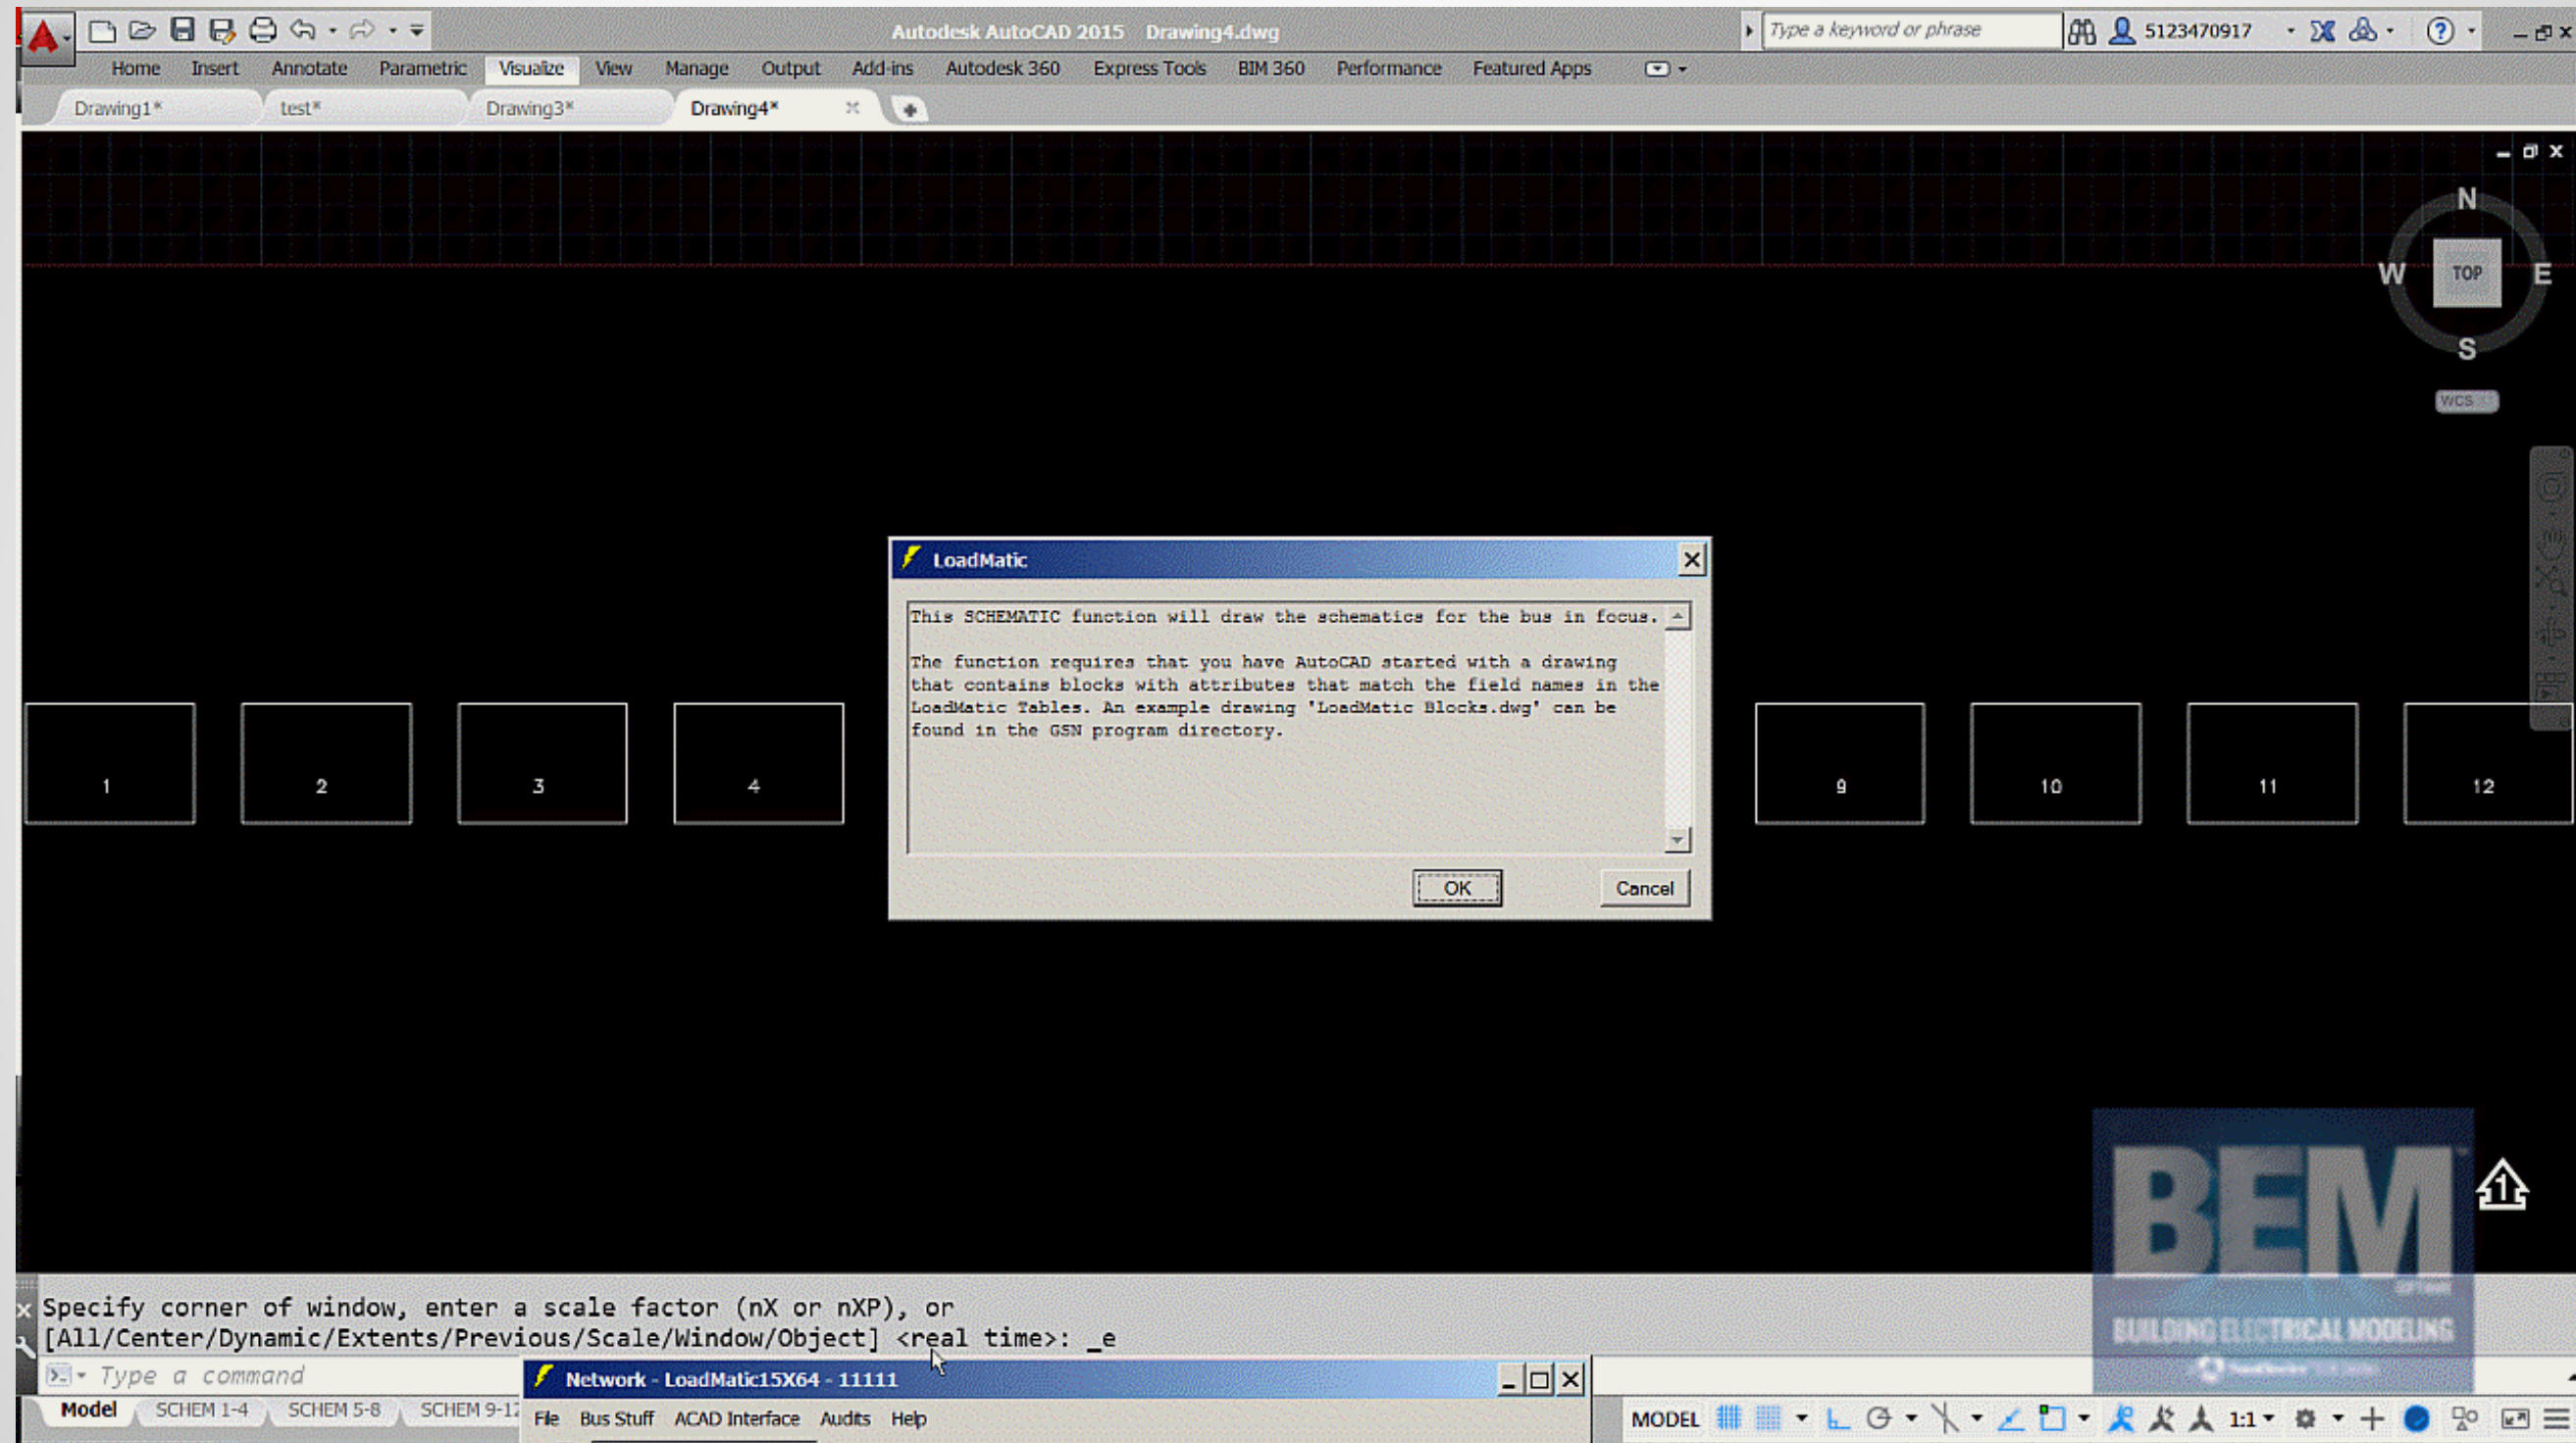 Autodesk AutoCAD 2015 Drawing4.dwg
Type a keyword or phrase
5123470917
Home Insert Annotate Parametric Visualize View Manage Output Add-ins Autodesk 360 Express Tools BIM 360 Performance Featured Apps
Drawing1* test* Drawing3* Drawing4*
N
W TOP E
S
WCS
LoadMatic
This SCHEMATIC function will draw the schematics for the bus in focus.
The function requires that you have AutoCAD started with a drawing
that contains blocks with attributes that match the field names in the
LoadMatic Tables. An example drawing 'LoadMatic Blocks.dwg' can be
found in the GSN program directory.
OK Cancel
1 2 3 4 9 10 11 12
BEM
BUILDING ELECTRICAL MODELING
1
Specify corner of window, enter a scale factor (nX or nXP), or
[All/Center/Dynamic/Extents/Previous/Scale/Window/Object] <real time>: _e
Type a command
Network - LoadMatic15X64 - 11111
Model SCHEM 1-4 SCHEM 5-8 SCHEM 9-12
File Bus Stuff ACAD Interface Audits Help
MODEL 1:1